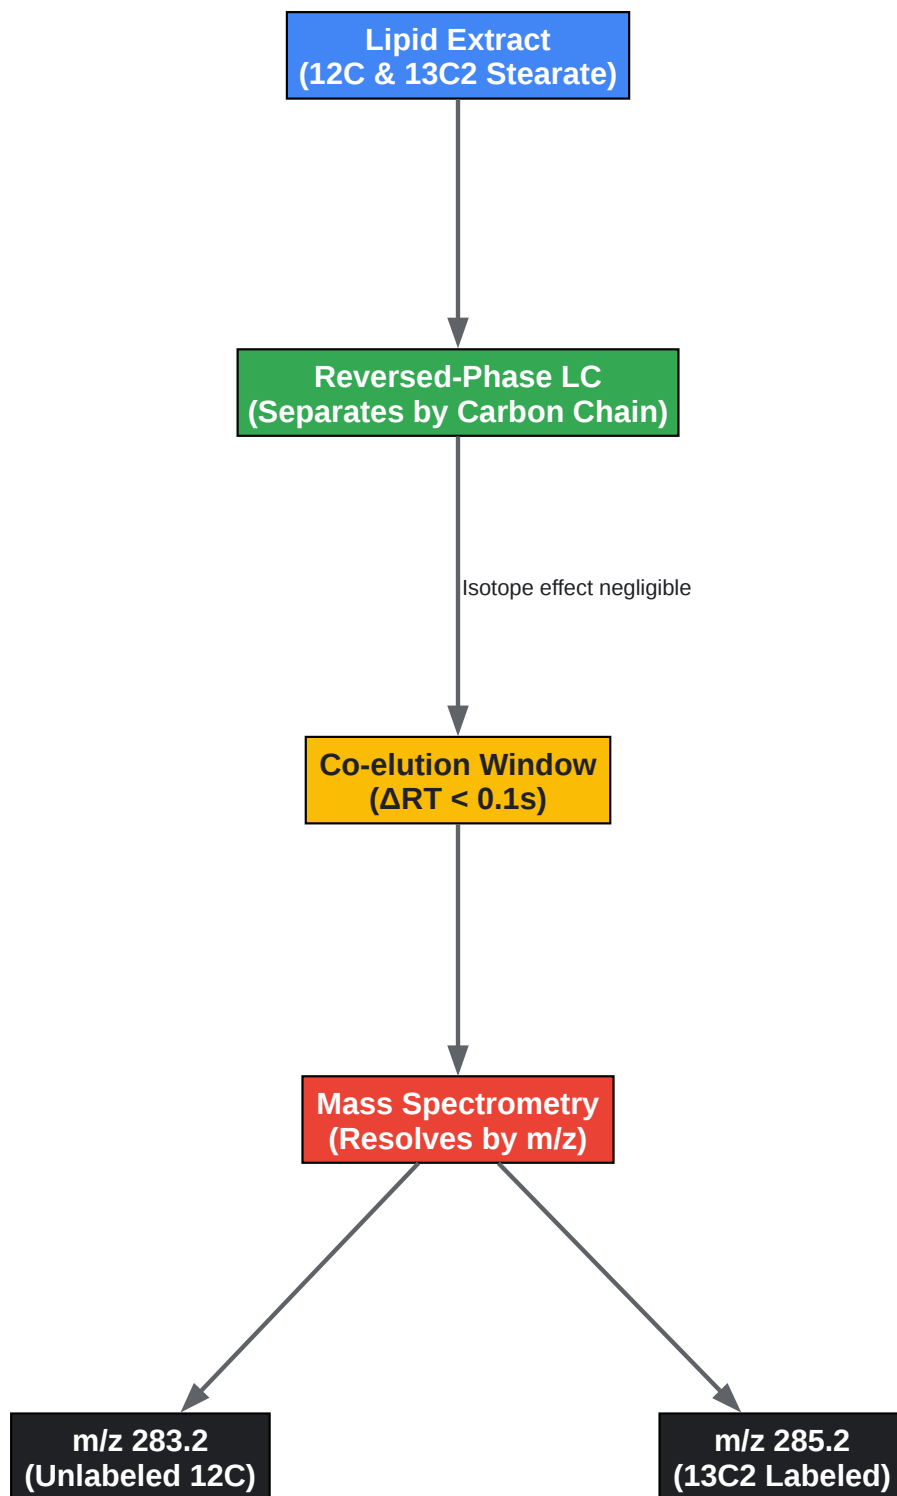 Lipid Extract
(12C & 13C2 Stearate)
Reversed-Phase LC
(Separates by Carbon Chain)
Isotope effect negligible
Co-elution Window
(ΔRT < 0.1s)
Mass Spectrometry
(Resolves by m/z)
m/z 283.2
(Unlabeled 12C)
m/z 285.2
(13C2 Labeled)